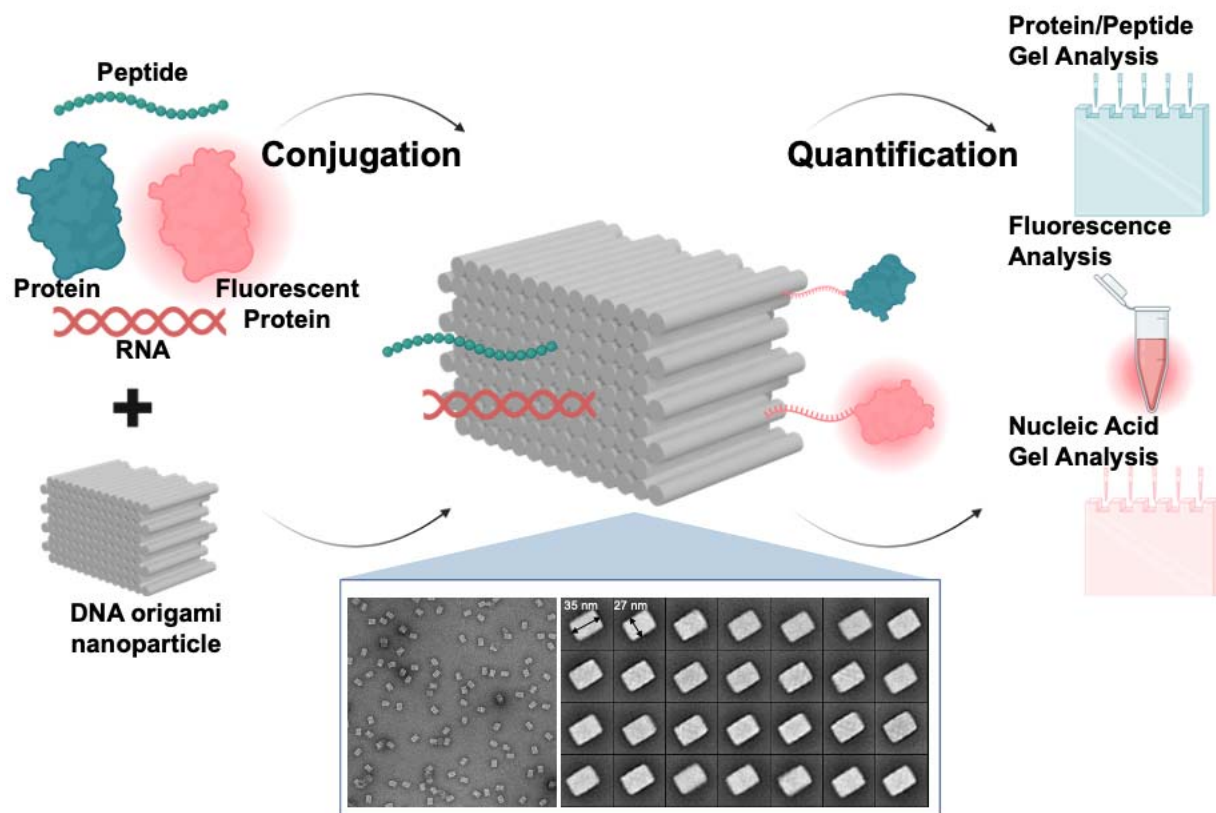 Peptide
Protein
Fluorescent
Protein
RNA
DNA origami
nanoparticle
Conjugation
35 nm
27 nm
Quantification
Protein/Peptide
Gel Analysis
Fluorescence
Analysis
Nucleic Acid
Gel Analysis